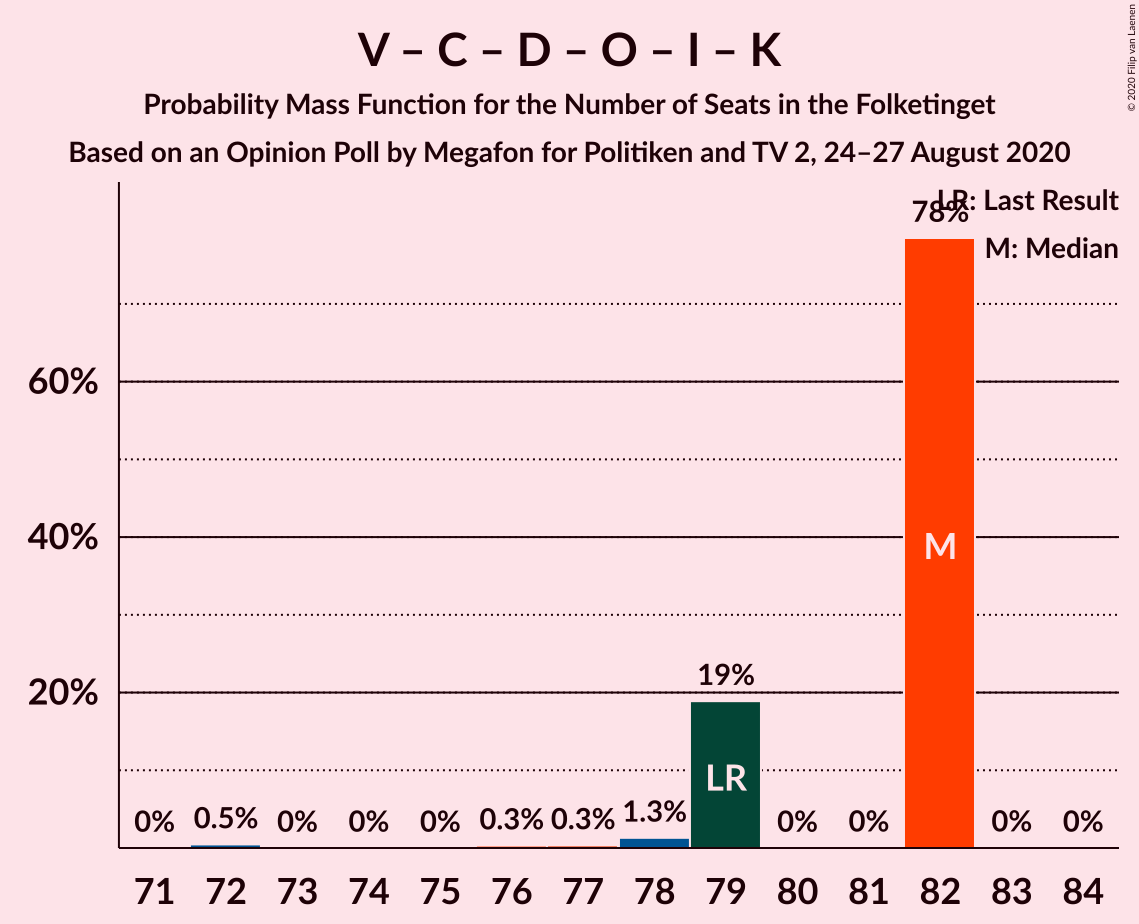 V – C – D – O – I – K
Probability Mass Function for the Number of Seats in the Folketinget
Based on an Opinion Poll by Megafon for Politiken and TV 2, 24–27 August 2020
© 2020 Filip van Laenen
LR: Last Result
M: Median
78%
60%
40%
20%
M
19%
LR
0%
0.5%
0%
0%
0%
0.3%
0.3%
1.3%
0%
0%
0%
0%
71 72 73 74 75 76 77 78 79 80 81 82 83 84